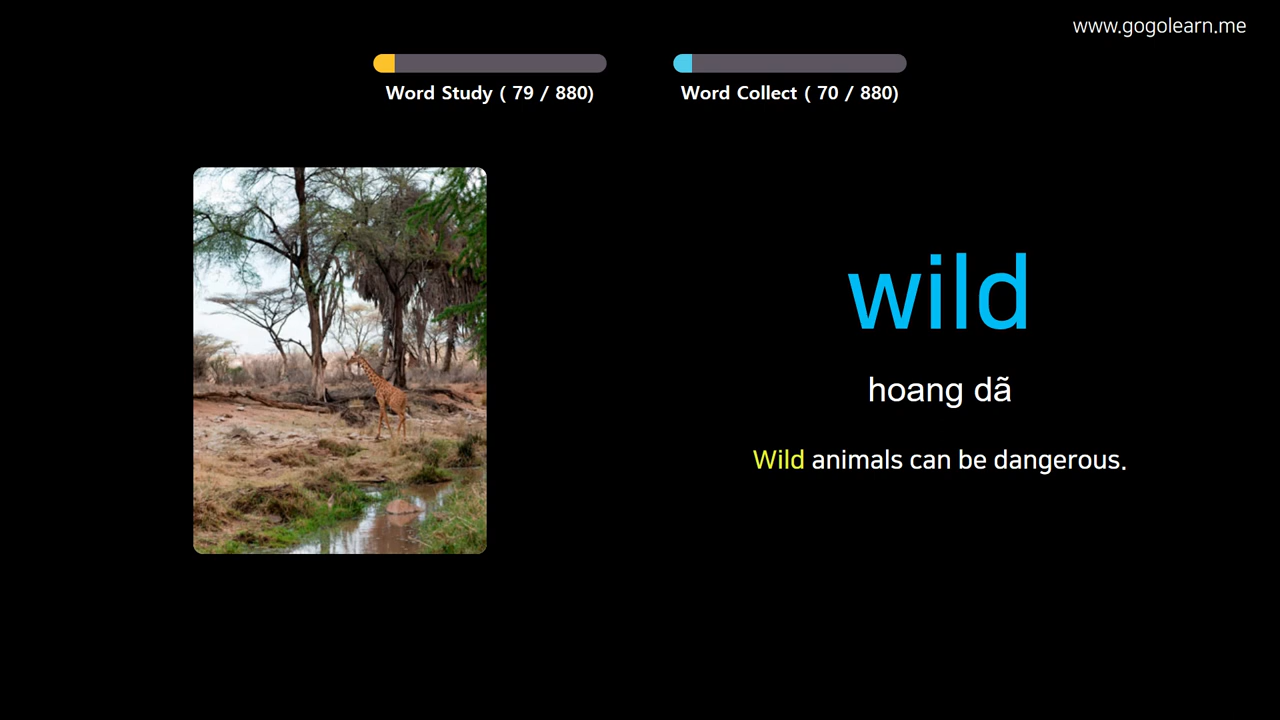 www.gogolearn.me
Word Study ( 79 / 880)
Word Collect ( 70 / 880)
wild
hoang dã
Wild animals can be dangerous.